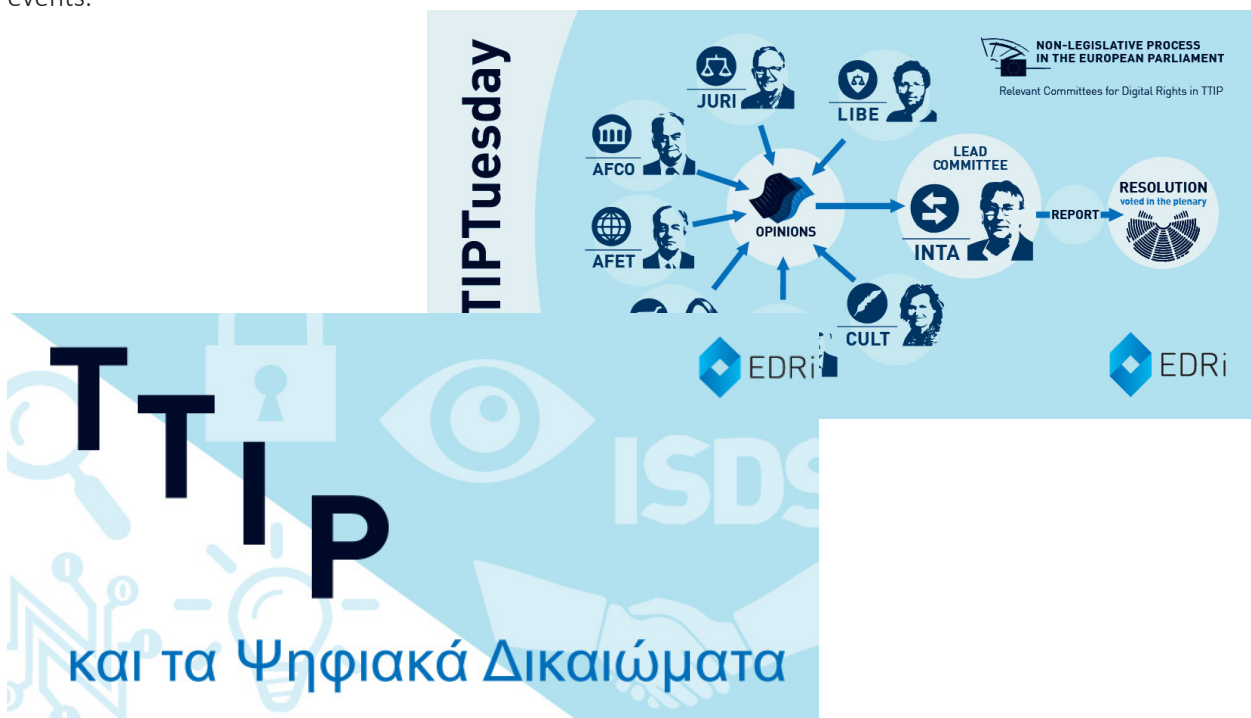 events.
TIPTuesday
NON-LEGISLATIVE PROCESS
IN THE EUROPEAN PARLIAMENT
Relevant Committees for Digital Rights in TTIP
JURI
LIBE
AFCO
LEAD
COMMITTEE
RESOLUTION
voted in the plenary
REPORT
OPINIONS
AFET
INTA
CULT
EDRi
EDRi
TTIP
ISDS
και τα Ψηφιακά Δικαιώματα